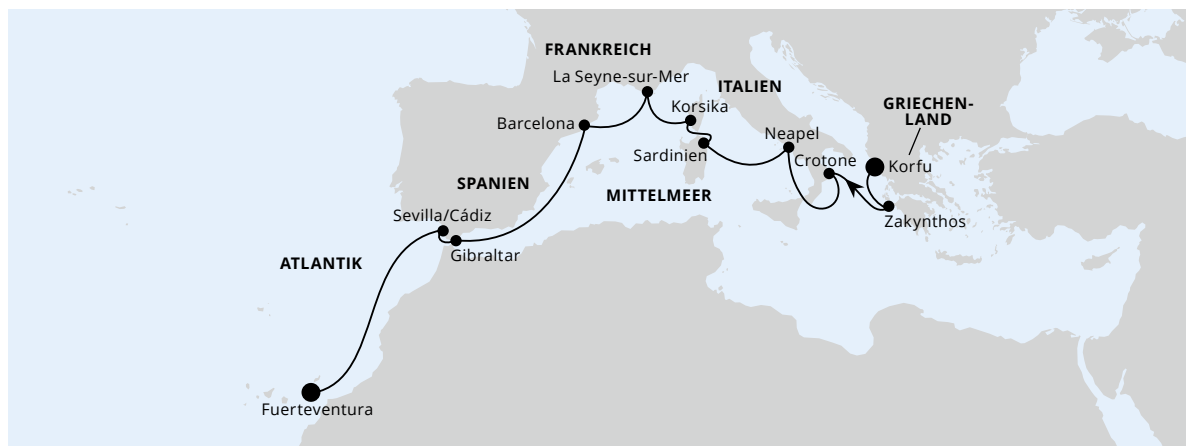 FRANKREICH
La Seyne-sur-Mer
ITALIEN
Korsika
GRIECHEN-
LAND
Barcelona
Neapel
Sardinien
Crotone
Korfu
SPANIEN
MITTELMEER
Sevilla/Cádiz
Zakynthos
Gibraltar
ATLANTIK
Fuerteventura